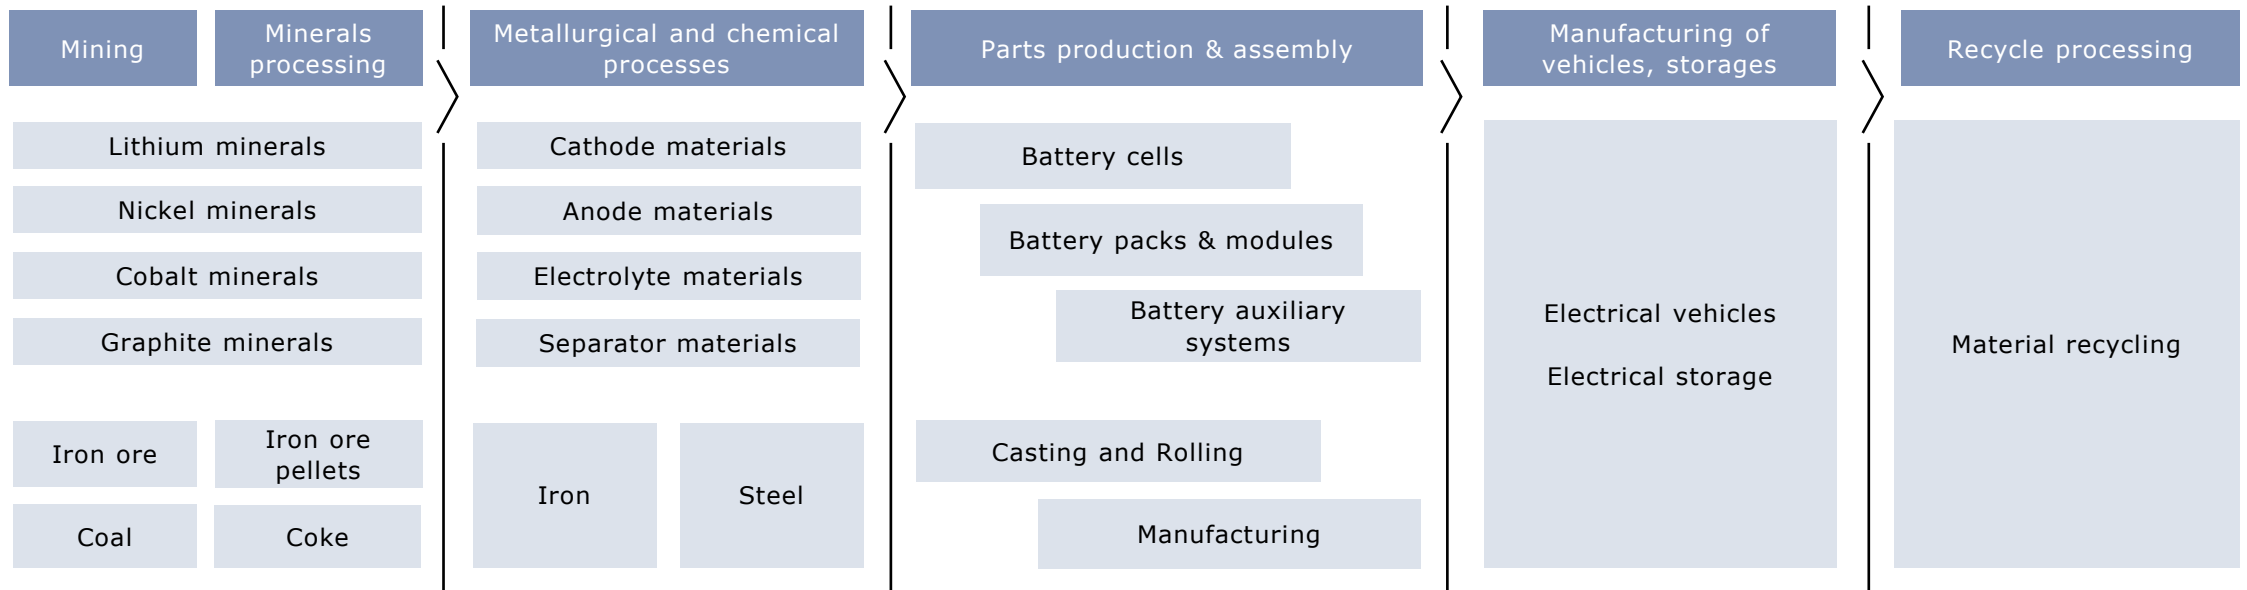 Mining
Minerals
processing
Metallurgical and chemical
processes
Parts production & assembly
Manufacturing of
vehicles, storages
Recycle processing
Lithium minerals
Nickel minerals
Cobalt minerals
Graphite minerals
Iron ore
Iron ore
pellets
Coal
Coke
Cathode materials
Anode materials
Electrolyte materials
Separator materials
Iron
Steel
Battery cells
Battery packs & modules
Battery auxiliary
systems
Casting and Rolling
Manufacturing
Electrical vehicles
Electrical storage
Material recycling